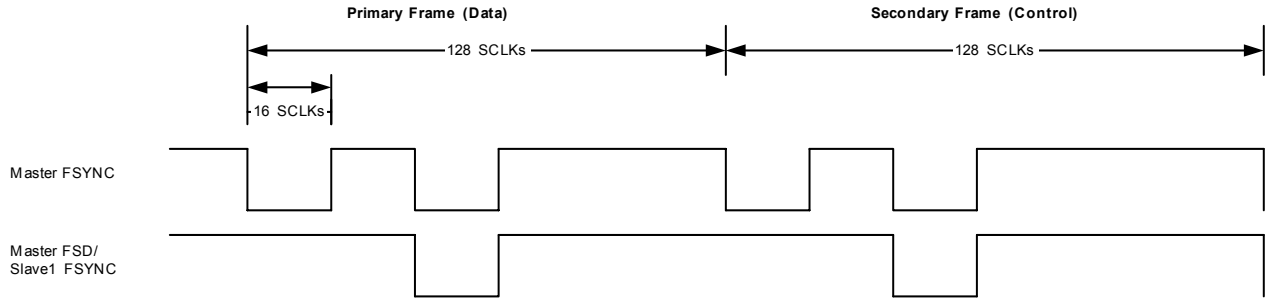 Primary Frame (Data)
Secondary Frame (Control)
128 SCLKs
128 SCLKs
16 SCLKs
Master FSYNC
Master FSD/
Slave1 FSYNC